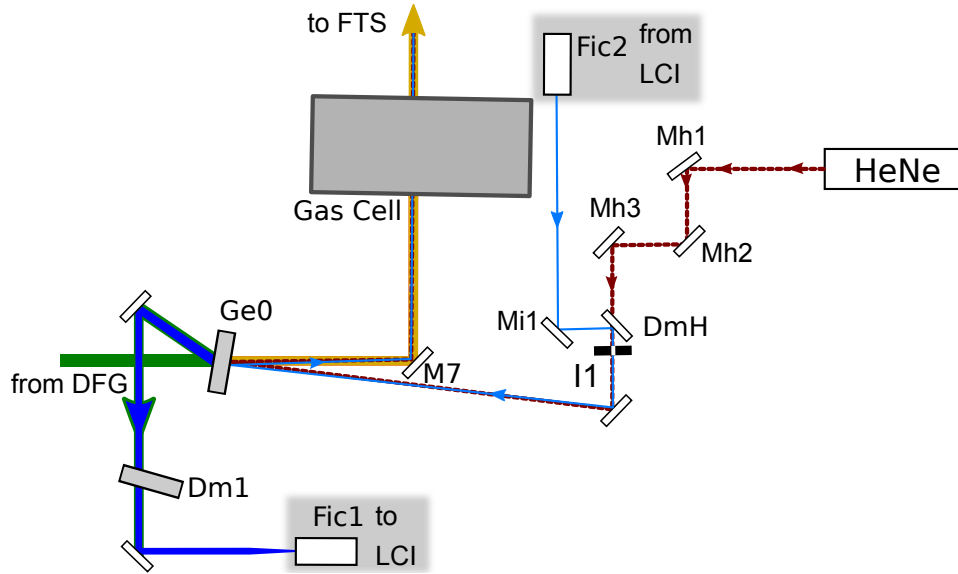 to FTS
Fic2 from
LCI
Mh1
HeNe
Gas Cell
Mh3
Mh2
Ge0
Mi1
DmH
from DFG
M7
I1
Dm1
Fic1 to
LCI